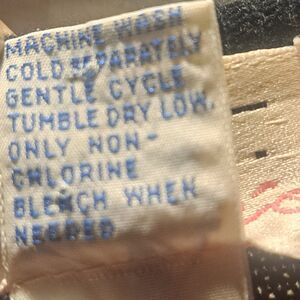 MACHINE WASH
COLD SEPARATELY
GENTLE CYCLE
TUMBLE DRY LOW.
ONLY NON-
CHLORINE
BLEACH WHEN
NEEDED